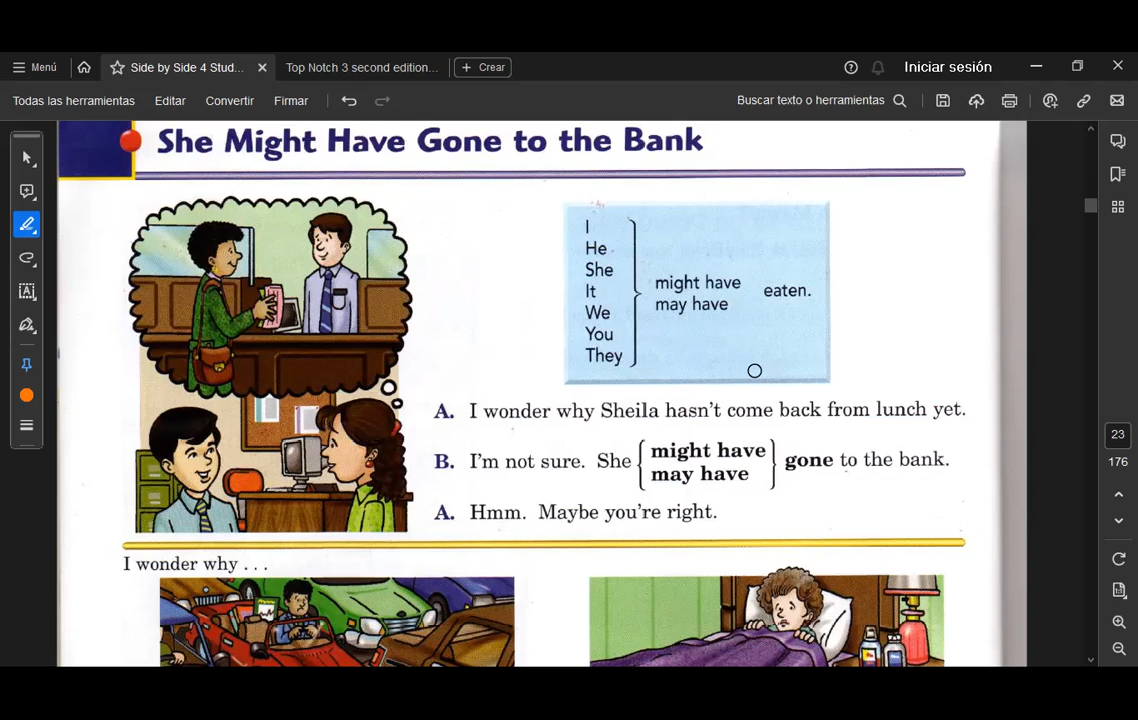 Menú
Side by Side 4 Stud...
Top Notch 3 second edition...
Crear
Iniciar sesión
Todas las herramientas
Editar
Convertir
Firmar
Buscar texto o herramientas
She Might Have Gone to the Bank
I
He
She
It
We
You
They
might have
may have
eaten.
A. I wonder why Sheila hasn't come back from lunch yet.
B. I'm not sure. She { might have
may have } gone to the bank.
A. Hmm. Maybe you're right.
I wonder why . . .
23
176